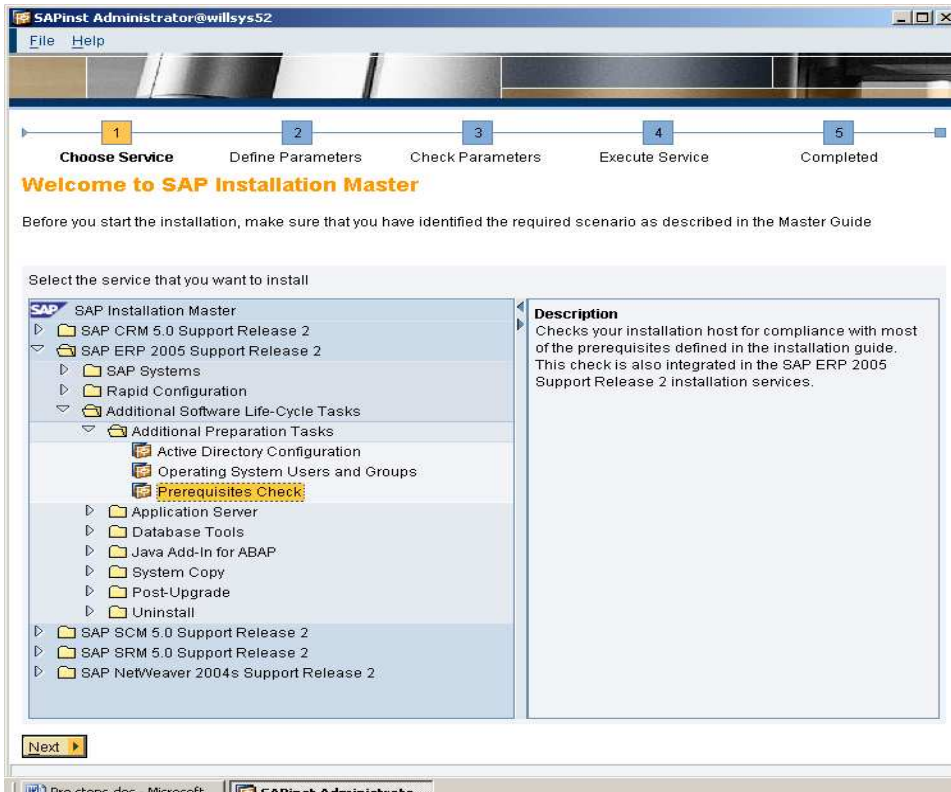 SAPinst Administrator@willsys52
File Help
1 2 3 4 5
Choose Service Define Parameters Check Parameters Execute Service Completed
Welcome to SAP Installation Master
Before you start the installation, make sure that you have identified the required scenario as described in the Master Guide
Select the service that you want to install
SAP SAP Installation Master
SAP CRM 5.0 Support Release 2
SAP ERP 2005 Support Release 2
SAP Systems
Rapid Configuration
Additional Software Life-Cycle Tasks
Additional Preparation Tasks
Active Directory Configuration
Operating System Users and Groups
Prerequisites Check
Application Server
Database Tools
Java Add-In for ABAP
System Copy
Post-Upgrade
Uninstall
SAP SCM 5.0 Support Release 2
SAP SRM 5.0 Support Release 2
SAP NetWeaver 2004s Support Release 2
Description
Checks your installation host for compliance with most
of the prerequisites defined in the installation guide.
This check is also integrated in the SAP ERP 2005
Support Release 2 installation services.
Next
doc - Microsoft
SAPinst